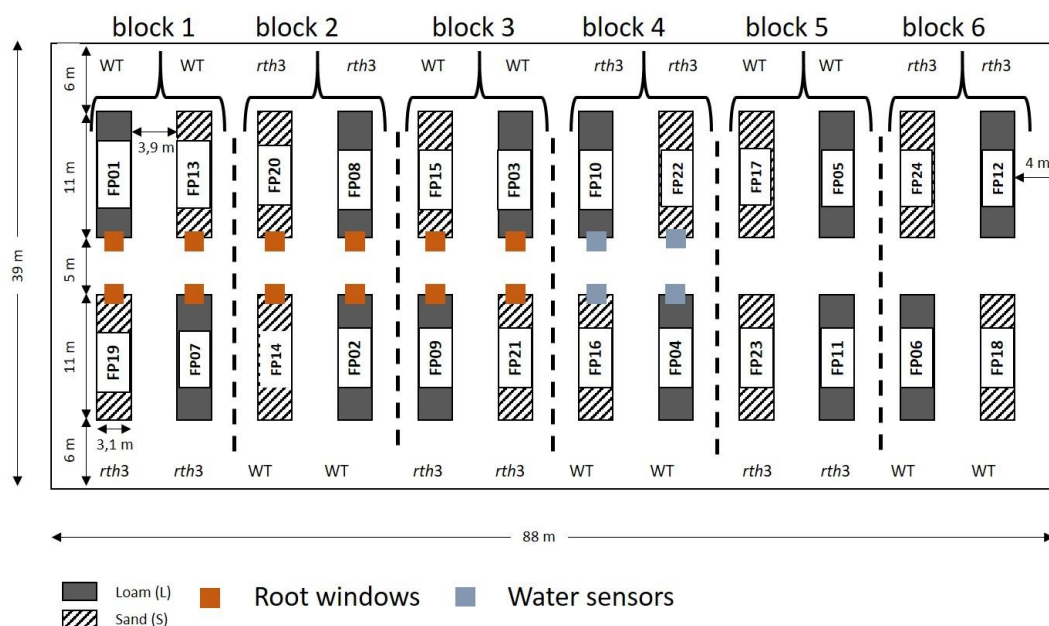 block 1 block 2 block 3 block 4 block 5 block 6
WT WT rth3 rth3 WT WT rth3 rth3 WT WT rth3 rth3
6 m
3,9 m
4 m
FP01 FP13 FP20 FP08 FP15 FP03 FP10 FP22 FP17 FP05 FP24 FP12
11 m
39 m
5 m
FP19 FP07 FP14 FP02 FP09 FP21 FP16 FP04 FP23 FP11 FP06 FP18
11 m
3,1 m
6 m
rth3 rth3 WT WT rth3 rth3 WT WT rth3 rth3 WT WT
88 m
Loam (L) Root windows Water sensors
Sand (S)